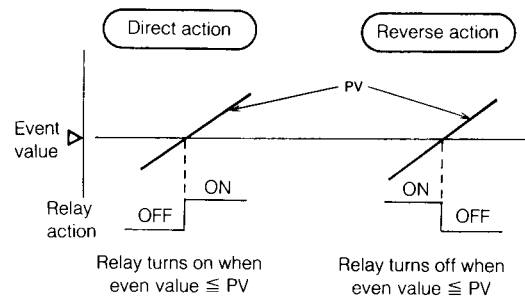 Direct action
Reverse action
PV
Event
value
ON
OFF
ON
OFF
Relay
action
Relay turns on when
even value ≦ PV
Relay turns off when
even value ≦ PV